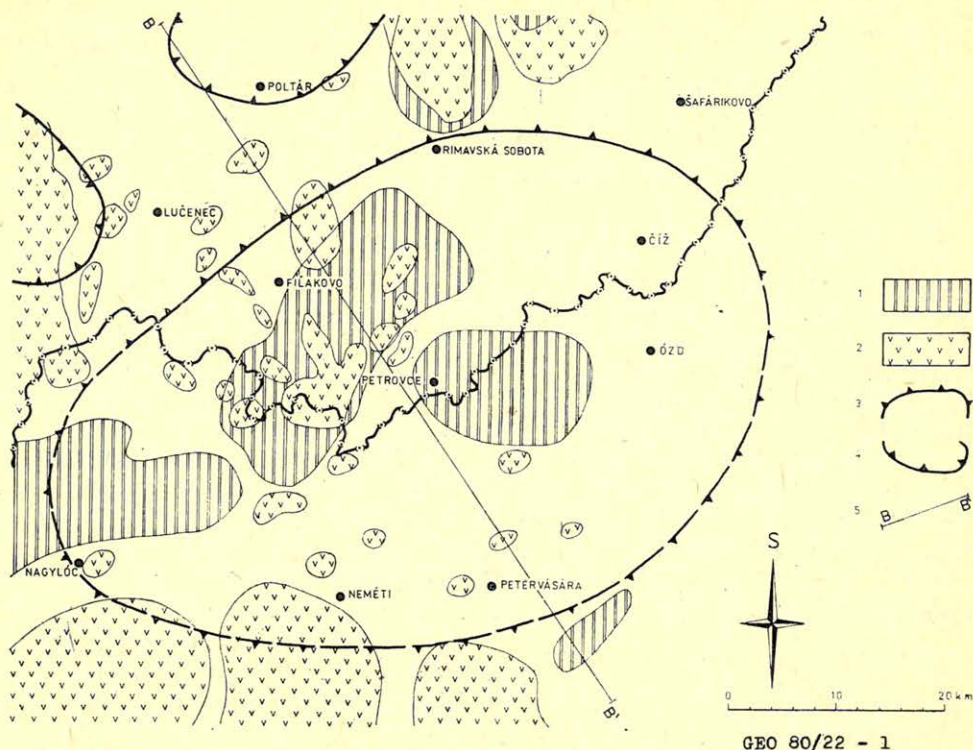 B
POLTÁR
ŠAFÁRIKOVO
RIMAVSKÁ SOBOTA
LUČENEC
ČÍŽ
FIĽAKOVO
ÓZD
PETROVCE
NAGYLÓC
NEMÉTI
PETERVÁSÁRA
B'
1
2
3
4
5 B B'
S
0 10 20 km
GEO 80/22 - 1